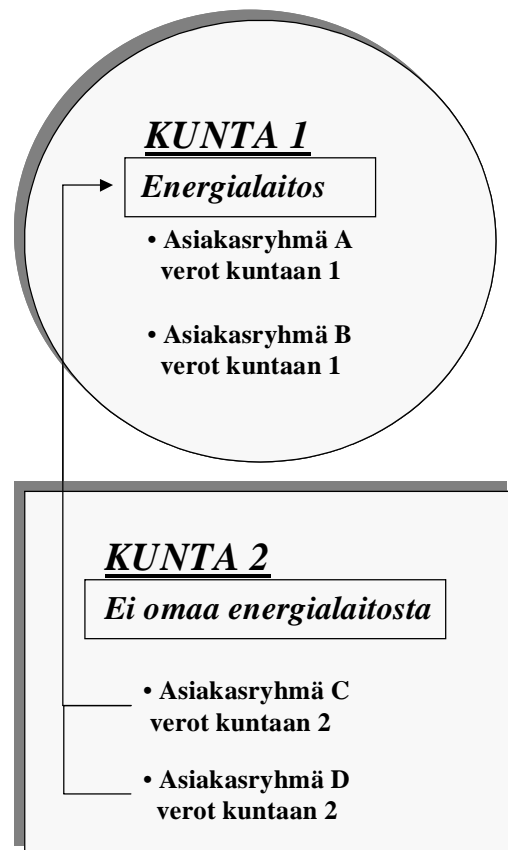 KUNTA 1
Energialaitos
• Asiakasryhmä A
verot kuntaan 1
• Asiakasryhmä B
verot kuntaan 1
KUNTA 2
Ei omaa energialaitosta
• Asiakasryhmä C
verot kuntaan 2
• Asiakasryhmä D
verot kuntaan 2